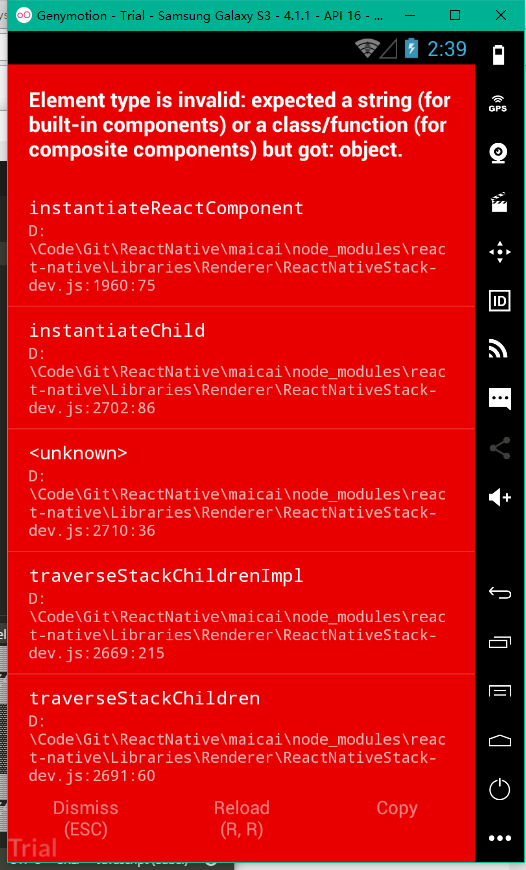 Genymotion - Trial - Samsung Galaxy S3 - 4.1.1 - API 16 - ...
2:39
Element type is invalid: expected a string (for
built-in components) or a class/function (for
composite components) but got: object.
instantiateReactComponent
D:
\Code\Git\ReactNative\maicai\node_modules\reac
t-native\Libraries\Renderer\ReactNativeStack-
dev.js:1960:75
instantiateChild
D:
\Code\Git\ReactNative\maicai\node_modules\reac
t-native\Libraries\Renderer\ReactNativeStack-
dev.js:2702:86
<unknown>
D:
\Code\Git\ReactNative\maicai\node_modules\reac
t-native\Libraries\Renderer\ReactNativeStack-
dev.js:2710:36
traverseStackChildrenImpl
D:
\Code\Git\ReactNative\maicai\node_modules\reac
t-native\Libraries\Renderer\ReactNativeStack-
dev.js:2669:215
traverseStackChildren
D:
\Code\Git\ReactNative\maicai\node_modules\reac
t-native\Libraries\Renderer\ReactNativeStack-
dev.js:2691:60
Dismiss
(ESC)
Reload
(R, R)
Copy
Trial
GPS
ID